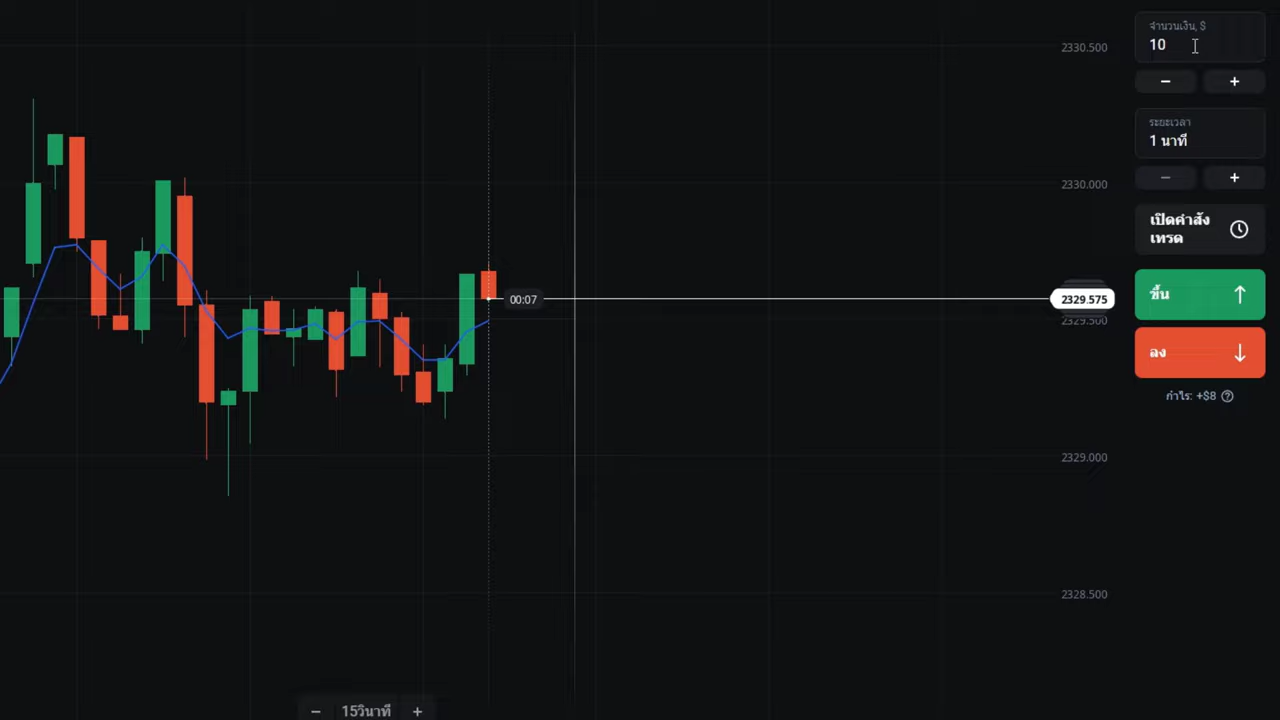 2330.500
จำนวนเงิน, $
10
−
+
ระยะเวลา
1 นาที
−
+
2330.000
เปิดคำสั่ง
เทรด
ขึ้น ↑
00:07
2329.575
2329.500
ลง ↓
กำไร: +$8
2329.000
2328.500
− 15วินาที +